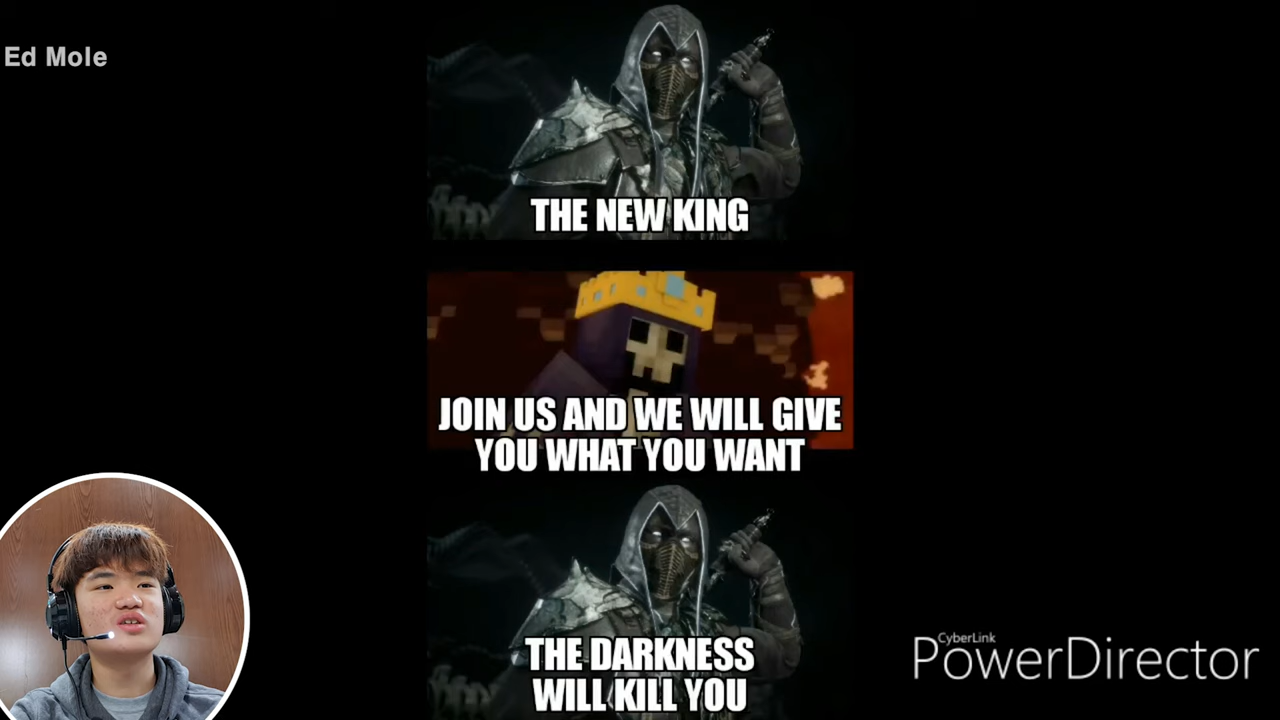 Ed Mole
THE NEW KING
JOIN US AND WE WILL GIVE
YOU WHAT YOU WANT
THE DARKNESS
WILL KILL YOU
CyberLink
PowerDirector